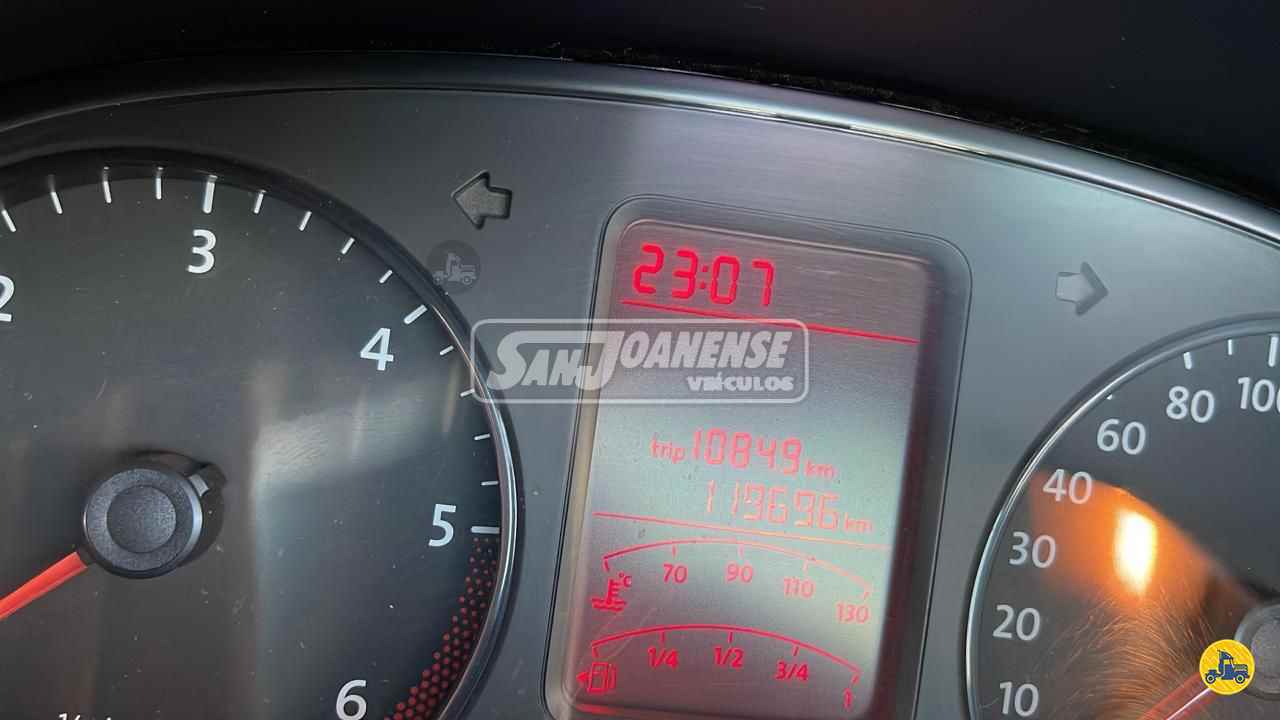 23:07
SANJOANENSE
VEÍCULOS
trip 10849 km
119696 km
°C
70 90 110 130
1/4 1/2 3/4 1
2 3 4 5 6
10 20 30 40 60 80 100